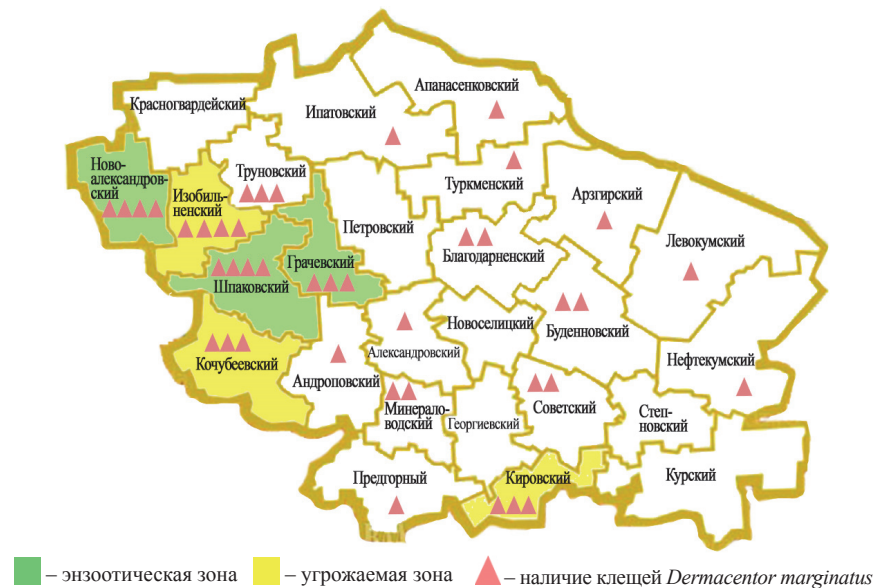 Апанасенковский
Красногвардейский
Ипатовский
Ново-
александров-
ский
Изобиль-
ненский
Труновский
Туркменский
Арзгирский
Петровский
Левокумский
Благодарненский
Грачевский
Шпаковский
Новоселицкий
Буденновский
Александровский
Кочубеевский
Андроповский
Нефтекумский
Минерало-
водский
Георгиевский
Советский
Степ-
новский
Предгорный
Кировский
Курский
– энзоотическая зона
– угрожаемая зона
– наличие клещей Dermacentor marginatus